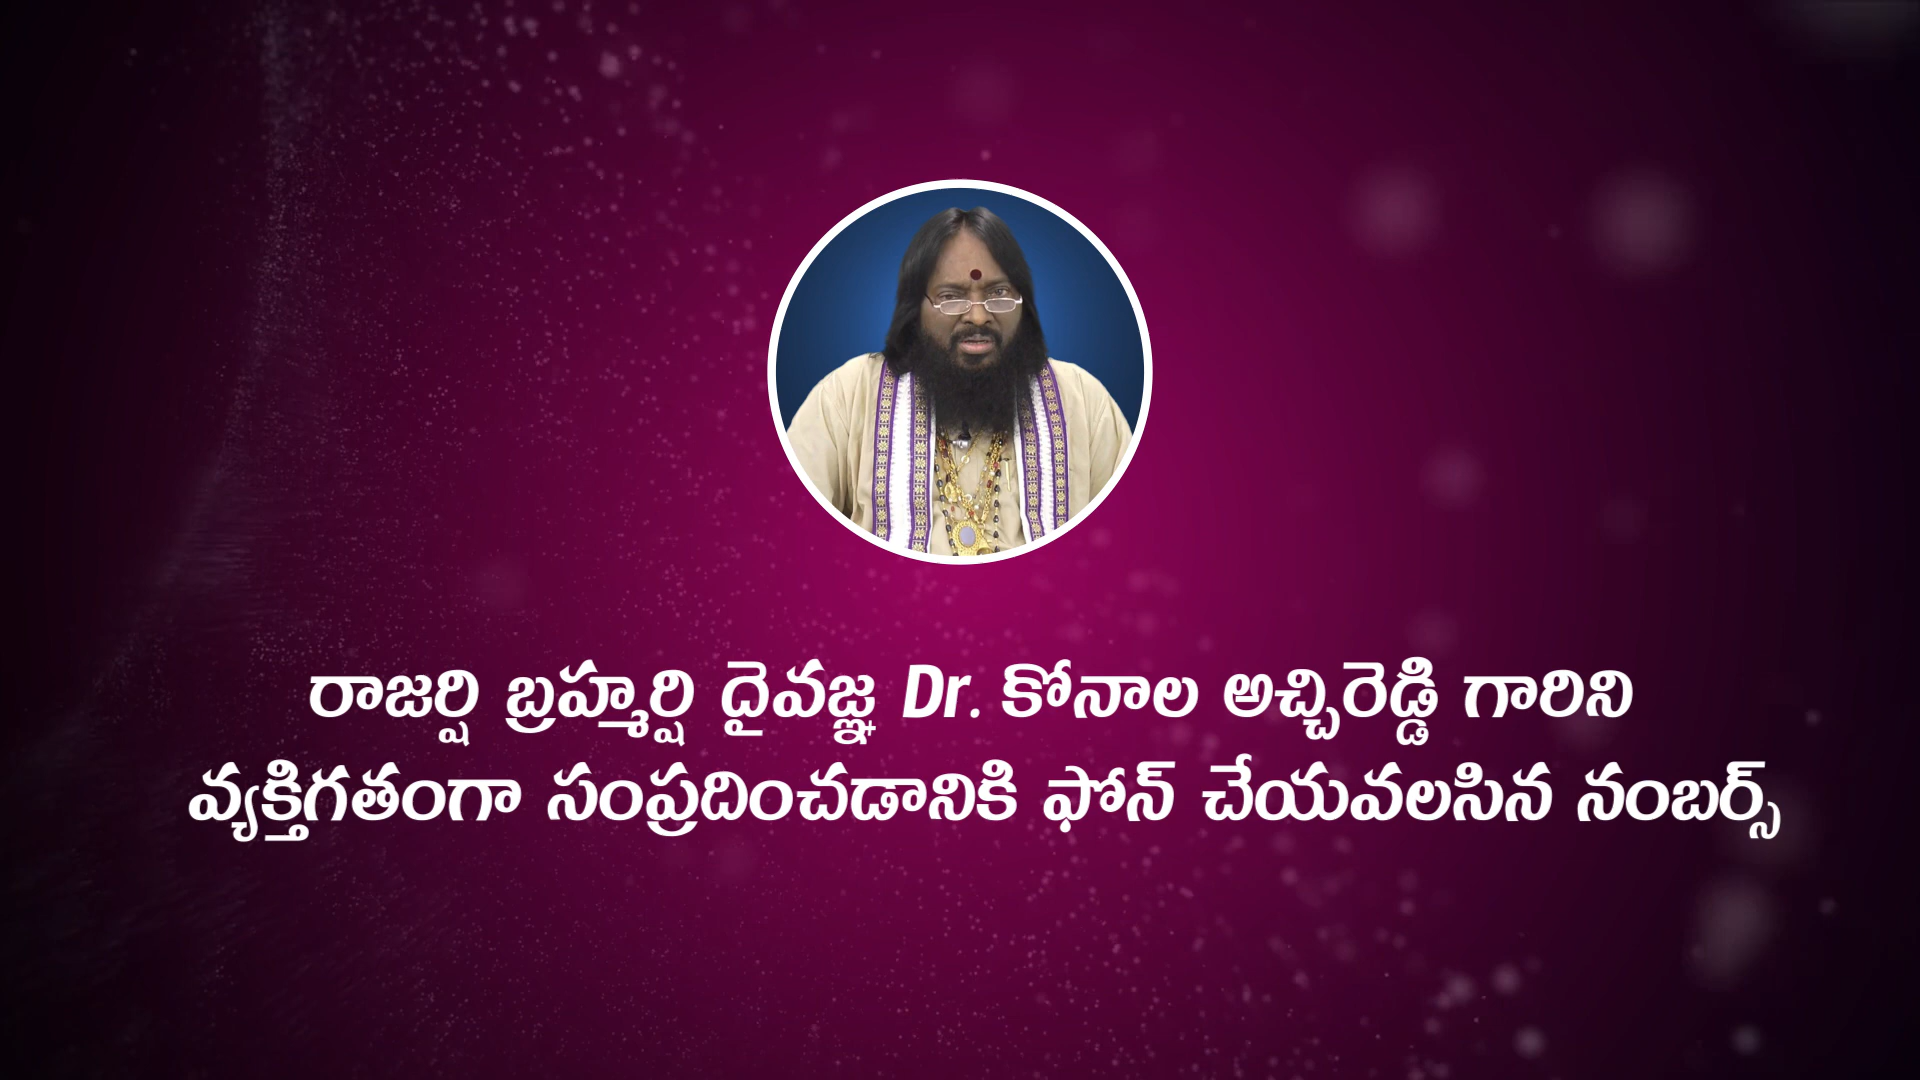 రాజర్షి బ్రహ్మర్షి దైవజ్ఞ Dr. కోనాల అచ్చిరెడ్డి గారిని
వ్యక్తిగతంగా సంప్రదించడానికి ఫోన్ చేయవలసిన నంబర్స్